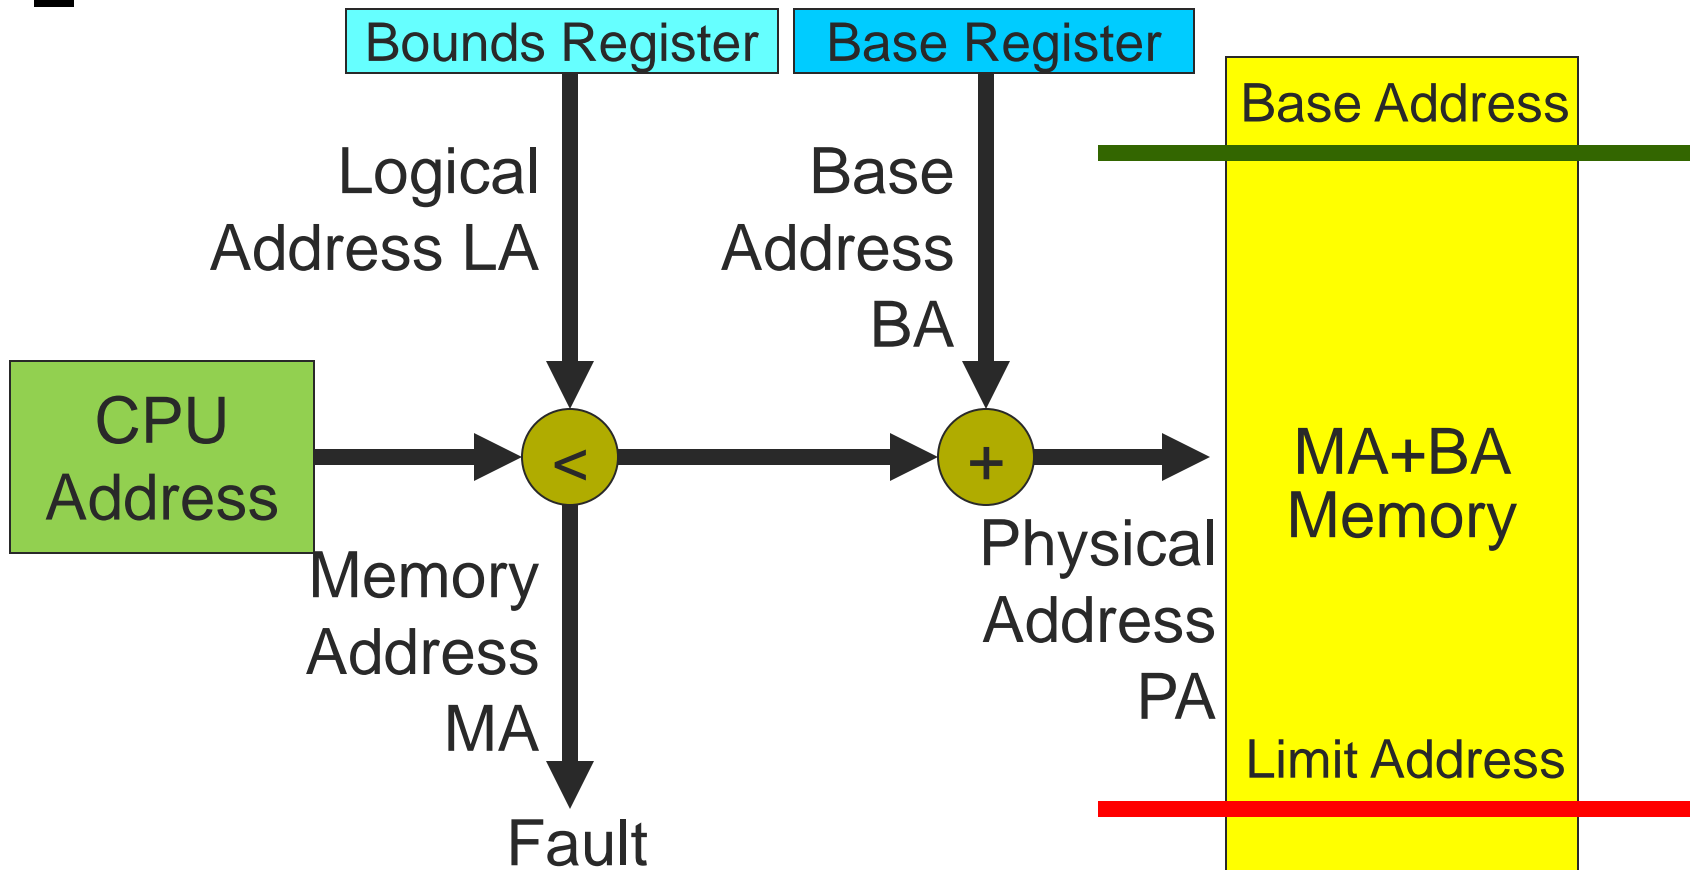 Bounds Register
Base Register
Base Address
Logical
Address LA
Base
Address
BA
CPU
Address
<
+
MA+BA
Memory
Memory
Address
MA
Physical
Address
PA
Limit Address
Fault